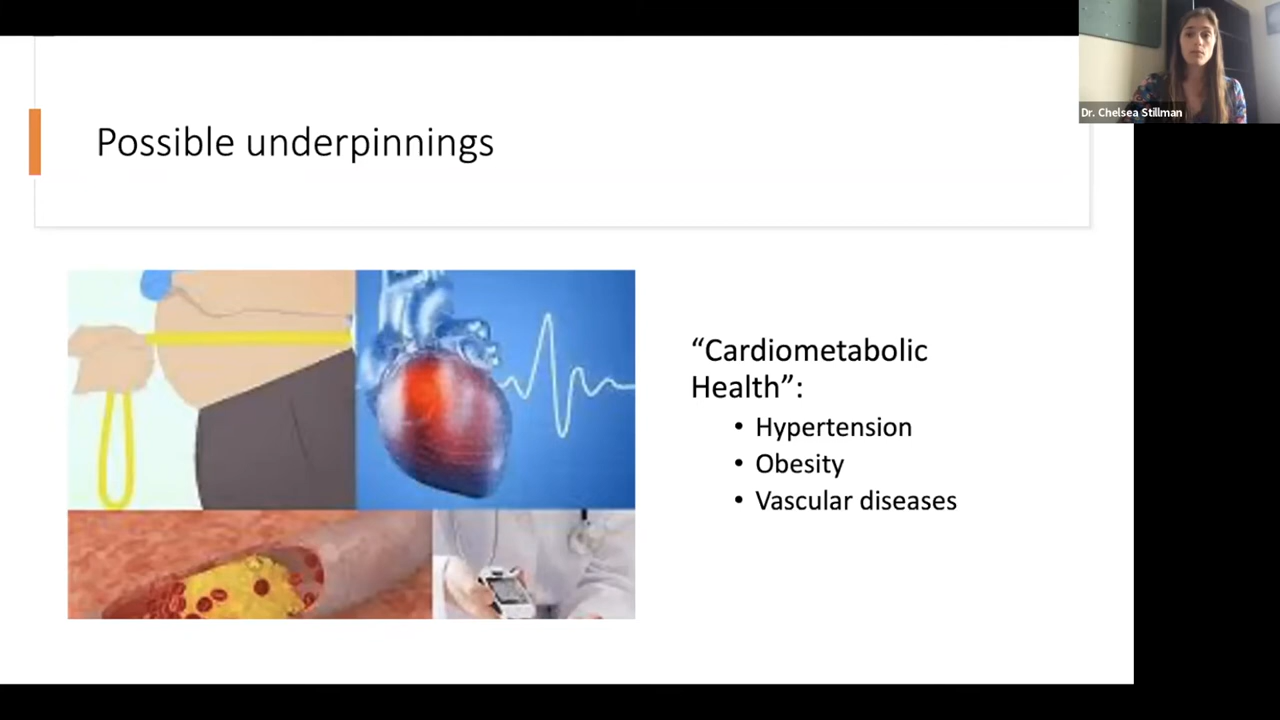 Dr. Chelsea Stillman
Possible underpinnings
“Cardiometabolic
Health”:
• Hypertension
• Obesity
• Vascular diseases